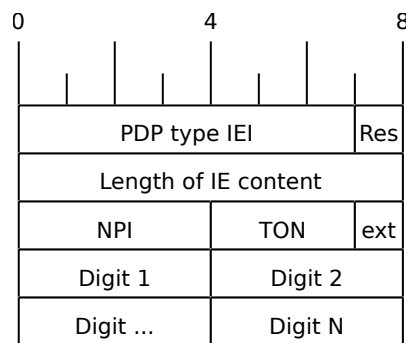 0 4 8
PDP type IEI Res
Length of IE content
NPI TON ext
Digit 1 Digit 2
Digit ... Digit N